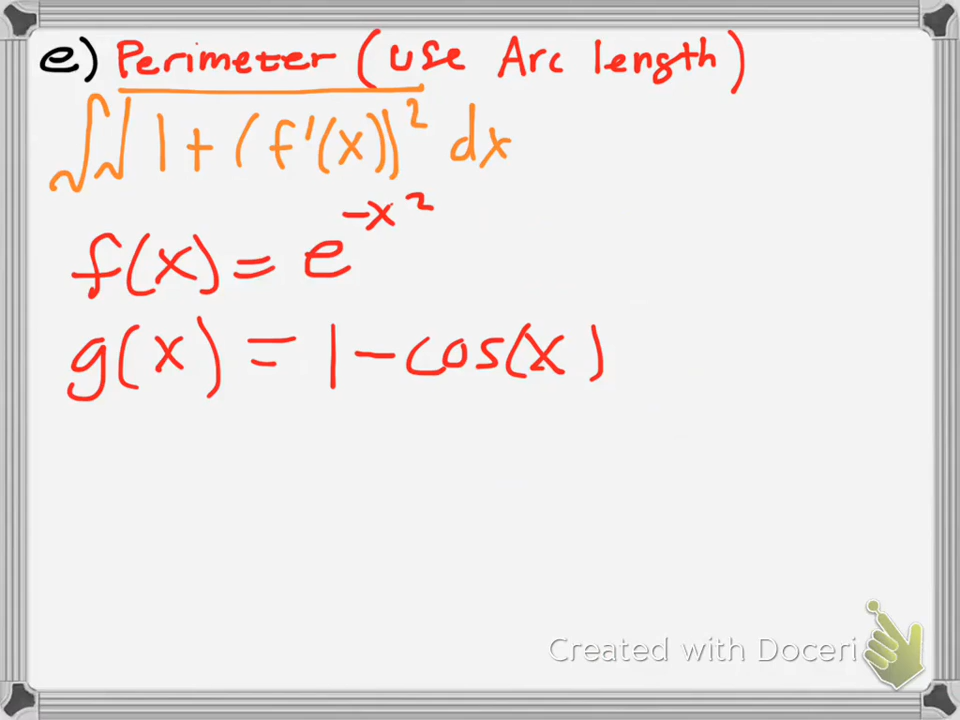 e) Perimeter (use Arc length)
∫√1+(f'(x))² dx
f(x) = e^-x²
g(x) = 1-cos(x)
Created with Doceri